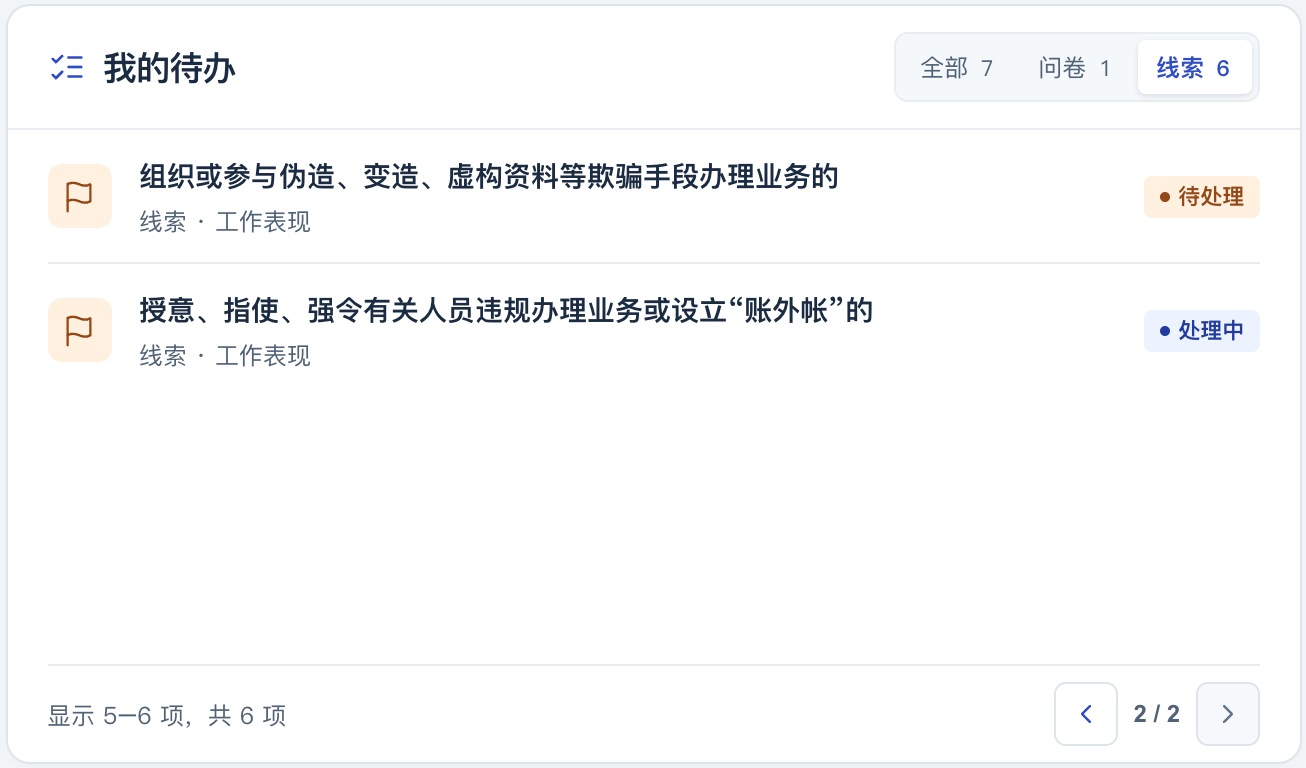 我的待办
全部 7 问卷 1 线索 6
组织或参与伪造、变造、虚构资料等欺骗手段办理业务的
线索 · 工作表现
待处理
授意、指使、强令有关人员违规办理业务或设立“账外帐”的
线索 · 工作表现
处理中
显示 5–6 项，共 6 项
2 / 2